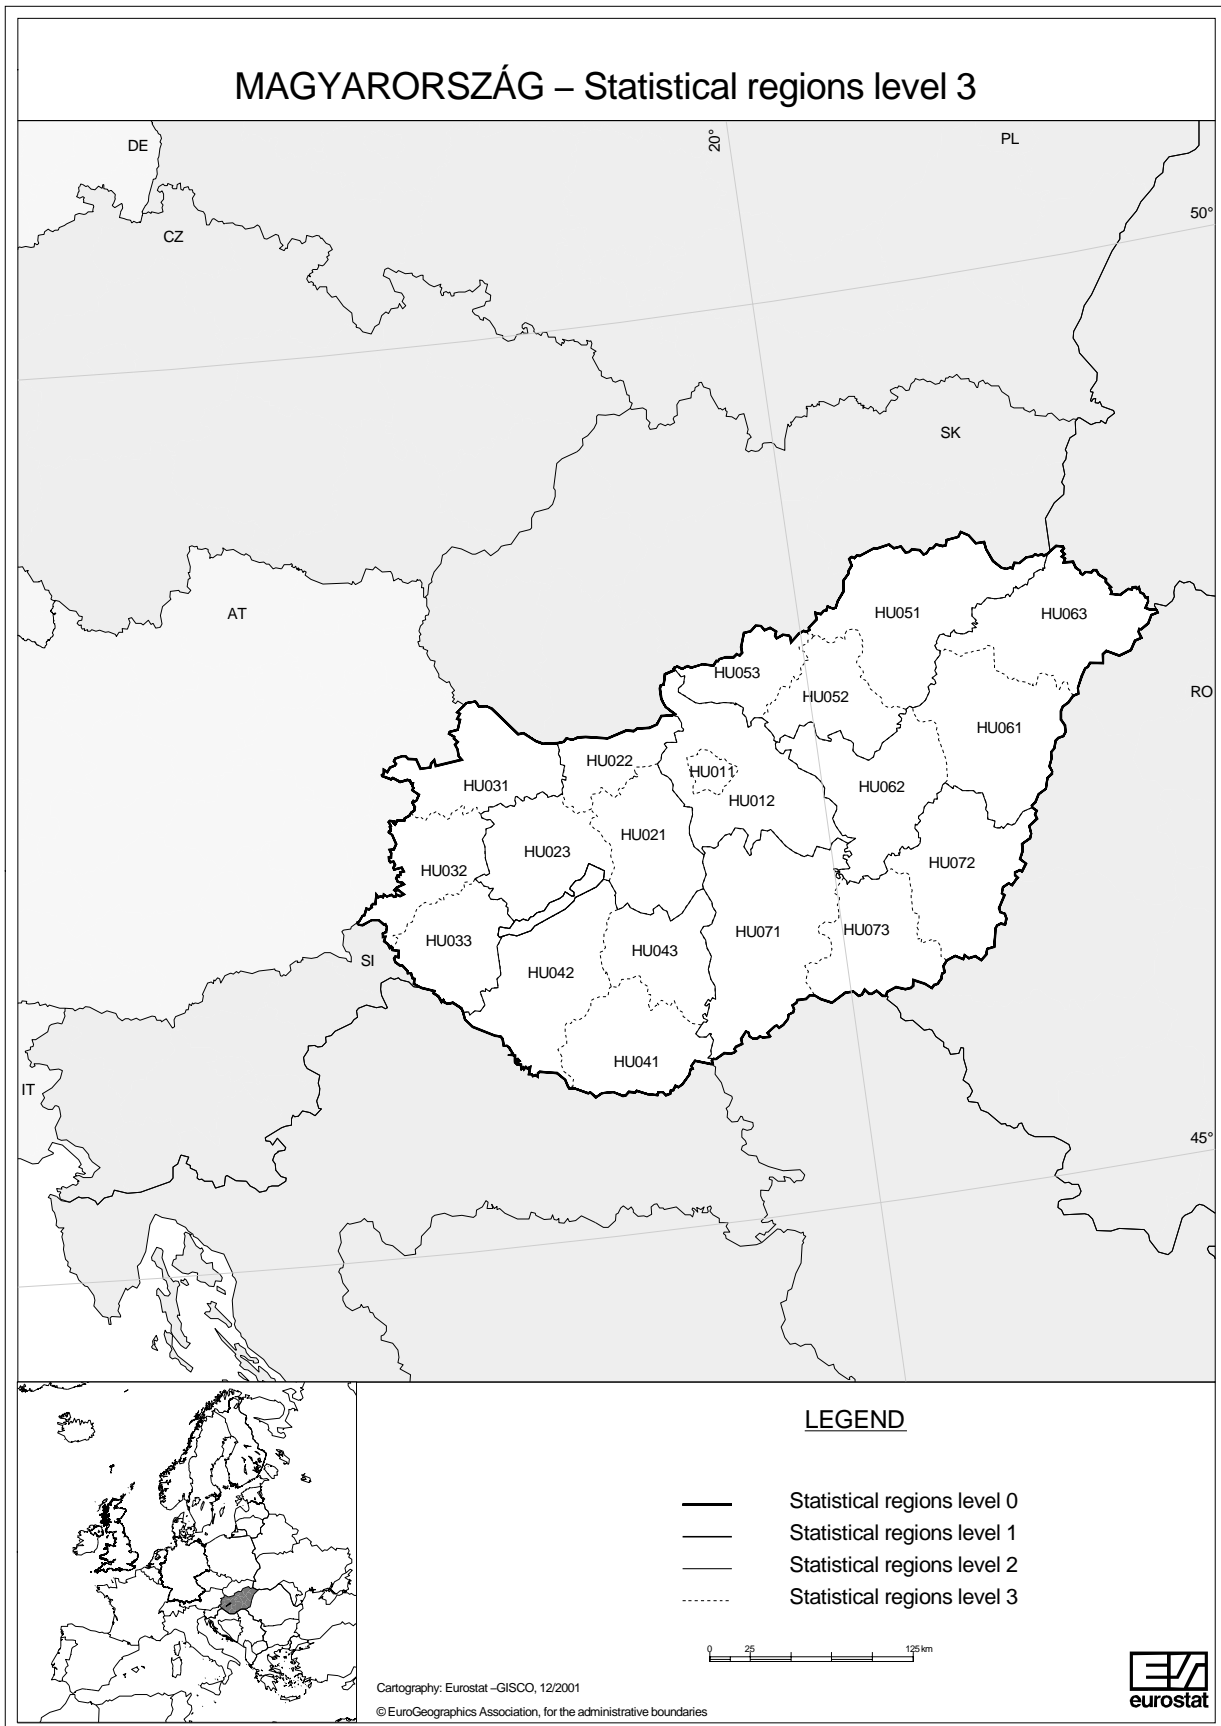 MAGYARORSZÁG – Statistical regions level 3
DE
20°
PL
50°
CZ
SK
AT
HU051
HU063
HU053
HU052
RO
HU061
HU022
HU011
HU031
HU062
HU012
HU021
HU023
HU032
HU072
HU033
HU071
HU073
HU043
SI
HU042
HU041
IT
45°
LEGEND
Statistical regions level 0
Statistical regions level 1
Statistical regions level 2
Statistical regions level 3
0 25 125 km
Cartography: Eurostat –GISCO, 12/2001
© EuroGeographics Association, for the administrative boundaries
eurostat